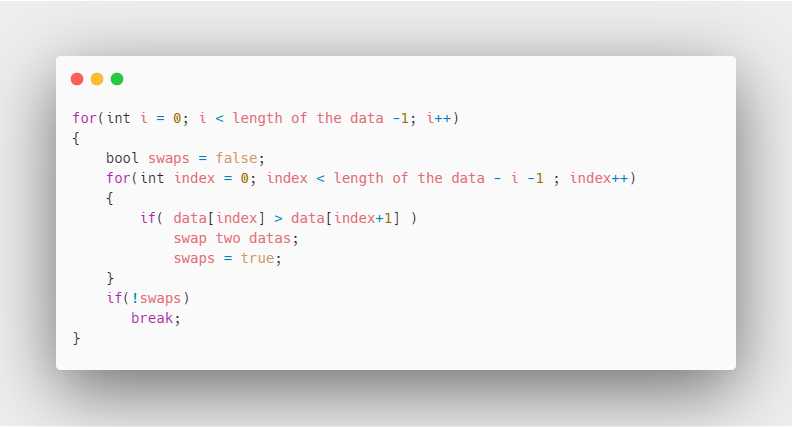 for(int i = 0; i < length of the data -1; i++)
{
    bool swaps = false;
    for(int index = 0; index < length of the data - i -1 ; index++)
    {
        if( data[index] > data[index+1] )
            swap two datas;
            swaps = true;
    }
    if(!swaps)
       break;
}